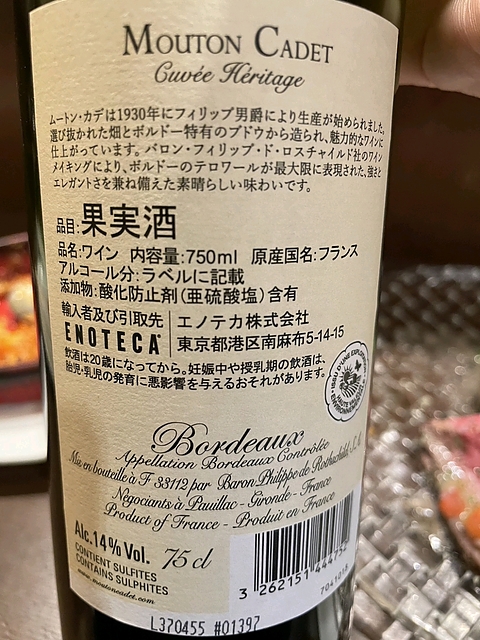 MOUTON CADET
Cuvée Héritage
ムートン・カデは1930年にフィリップ男爵により生産が始められました。
選び抜かれた畑とボルドー特有のブドウから造られ、魅力的なワインに
仕上がっています。バロン・フィリップ・ド・ロスチャイルド社のワイン
メイキングにより、ボルドーのテロワールが最大限に表現された、強さと
エレガントさを兼ね備えた素晴らしい味わいです。
品目:果実酒
品名:ワイン 内容量:750ml 原産国名:フランス
アルコール分:ラベルに記載
添加物:酸化防止剤(亜硫酸塩)含有
輸入者及び引取先 エノテカ株式会社
ENOTECA 東京都港区南麻布5-14-15
飲酒は20歳になってから。妊娠中や授乳期の飲酒は、
胎児・乳児の発育に悪影響を与えるおそれがあります。
Bordeaux
Appellation Bordeaux Contrôlée
Mis en bouteille à F 33112 par Baron Philippe de Rothschild, S.A.
Négociants à Pauillac - Gironde - France
Product of France - Produit en France
Alc.14% Vol. 75 cl
CONTIENT SULFITES
CONTAINS SULPHITES
www.moutoncadet.com
3 262151
7041018
L370455 #01397